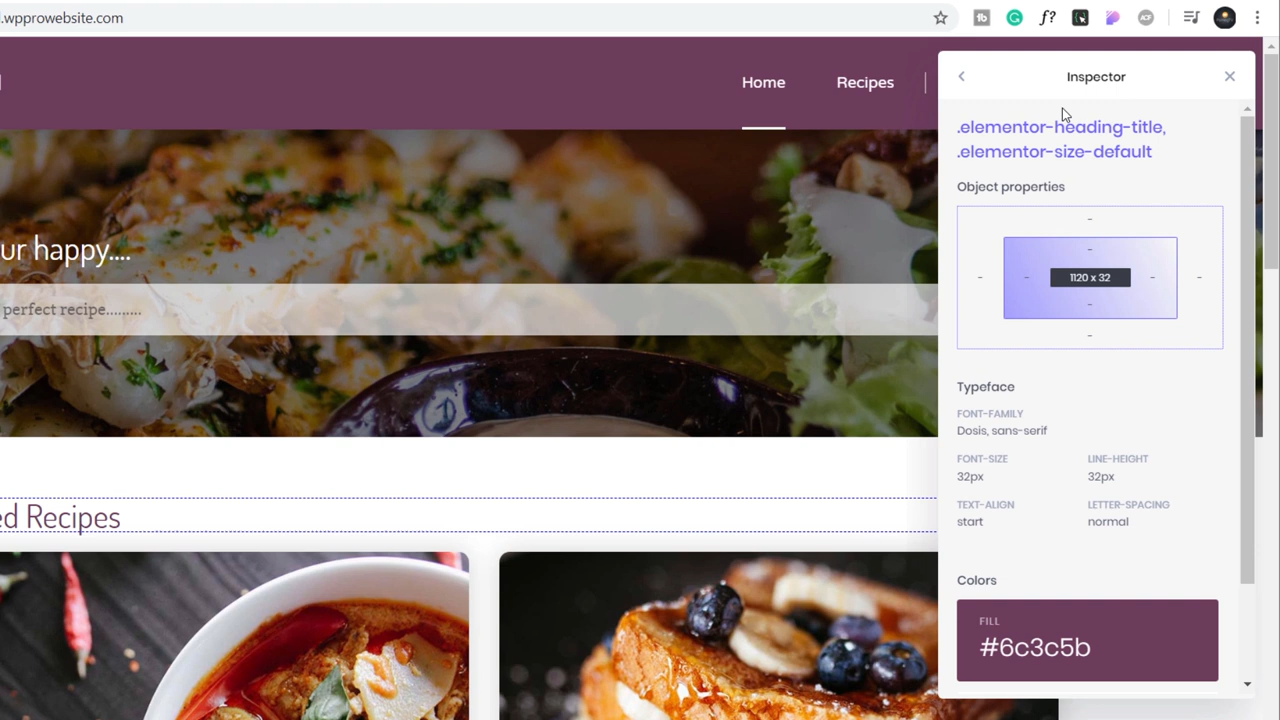 .wpprowebsite.com
f?
Home
Recipes
Inspector
.elementor-heading-title,
.elementor-size-default
Object properties
-
-
- - 1120 x 32 - -
-
-
ur happy....
perfect recipe.........
Typeface
FONT-FAMILY
Dosis, sans-serif
FONT-SIZE LINE-HEIGHT
32px 32px
TEXT-ALIGN LETTER-SPACING
start normal
ed Recipes
Colors
FILL
#6c3c5b